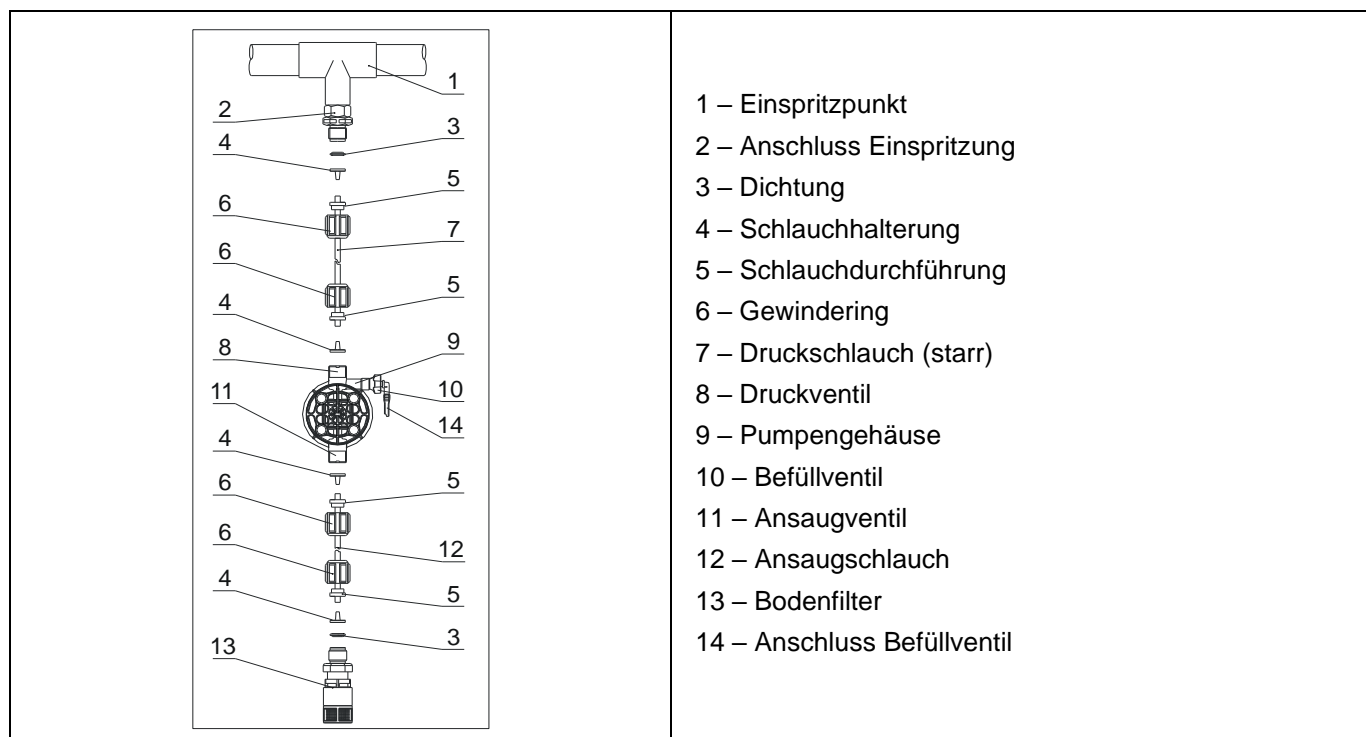 1
2
3
4
5
6
7
6
5
4
9
8
10
11
14
4
5
6
12
6
4
5
3
13
1 – Einspritzpunkt
2 – Anschluss Einspritzung
3 – Dichtung
4 – Schlauchhalterung
5 – Schlauchdurchführung
6 – Gewindering
7 – Druckschlauch (starr)
8 – Druckventil
9 – Pumpengehäuse
10 – Befüllventil
11 – Ansaugventil
12 – Ansaugschlauch
13 – Bodenfilter
14 – Anschluss Befüllventil